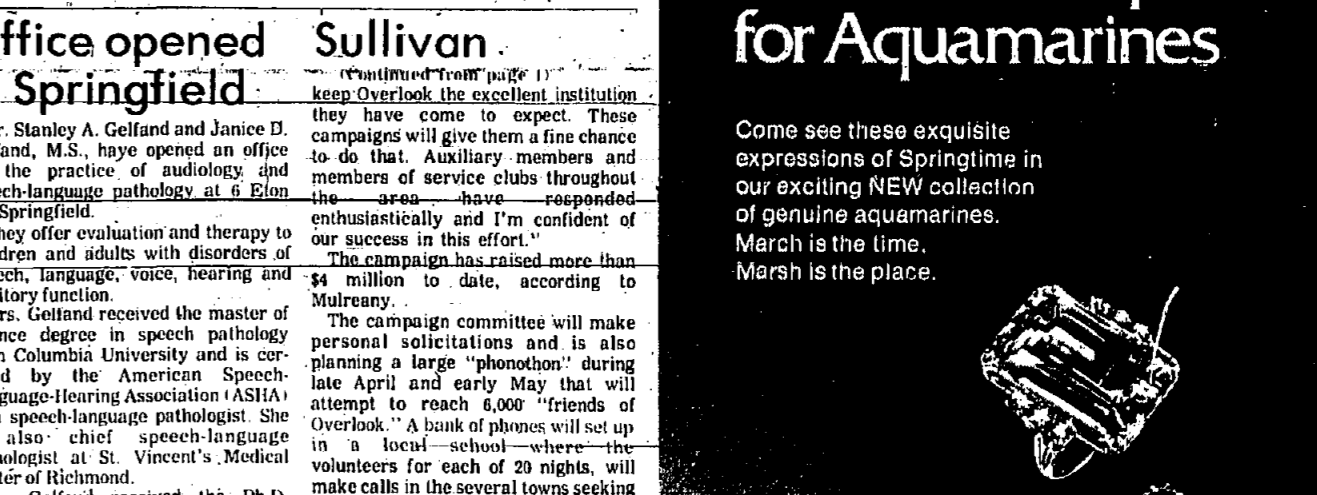 ffice opened
Springfield
r. Stanley A. Gelfand and Janice D.
and, M.S., have opened an office
the practice of audiology and
ech-language pathology at 6 Elon
Springfield.
hey offer evaluation and therapy to
dren and adults with disorders of
ech, language, voice, hearing and
itory function.
rs. Gelfand received the master of
nce degree in speech pathology
Columbia University and is cer-
d by the American Speech-
guage-Hearing Association (ASHA)
speech-language pathologist. She
also chief speech-language
ologist at St. Vincent's Medical
ter of Richmond.
Gelfand received the Ph.D.
Sullivan
(Continued from page 1)
keep Overlook the excellent institution
they have come to expect. These
campaigns will give them a fine chance
to do that. Auxiliary members and
members of service clubs throughout
the area have responded
enthusiastically and I'm confident of
our success in this effort."
The campaign has raised more than
$4 million to date, according to
Mulreany.
The campaign committee will make
personal solicitations and is also
planning a large "phonothon" during
late April and early May that will
attempt to reach 6,000 "friends of
Overlook." A bank of phones will set up
in a local school where the
volunteers for each of 20 nights, will
make calls in the several towns seeking
for Aquamarines
Come see these exquisite
expressions of Springtime in
our exciting NEW collection
of genuine aquamarines.
March is the time.
Marsh is the place.